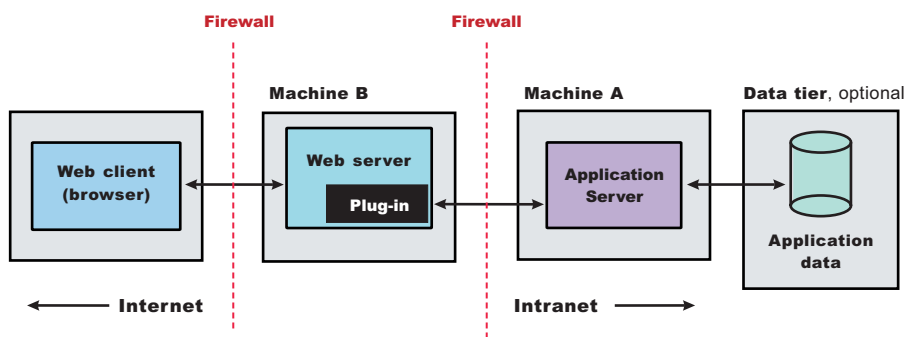 Firewall
Firewall
Machine B
Machine A
Data tier, optional
Web client
(browser)
Web server
Plug-in
Application
Server
Application
data
Internet
Intranet